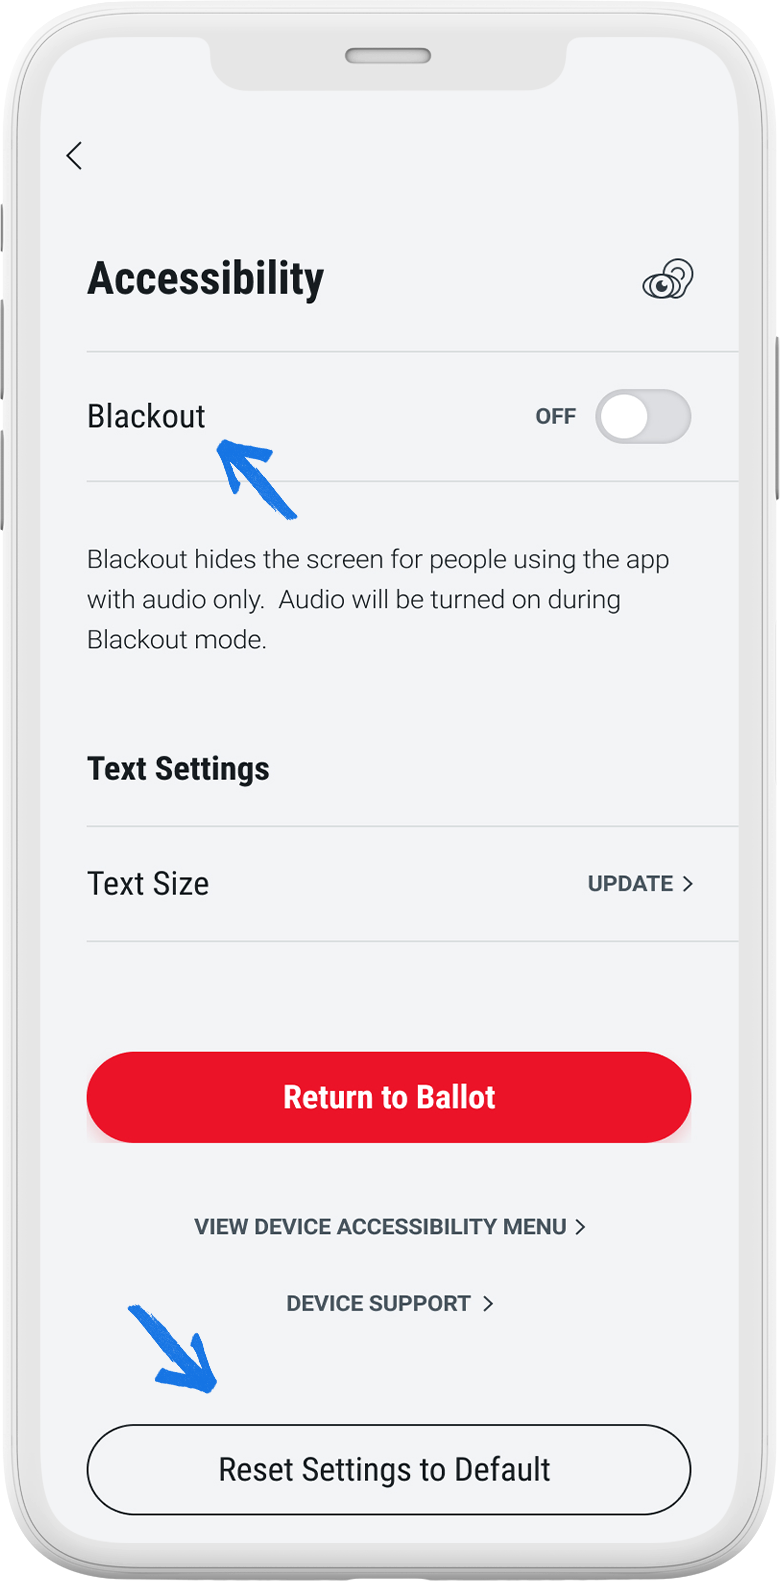 Accessibility
Blackout OFF
Blackout hides the screen for people using the app
with audio only.  Audio will be turned on during
Blackout mode.
Text Settings
Text Size UPDATE >
Return to Ballot
VIEW DEVICE ACCESSIBILITY MENU >
DEVICE SUPPORT >
Reset Settings to Default